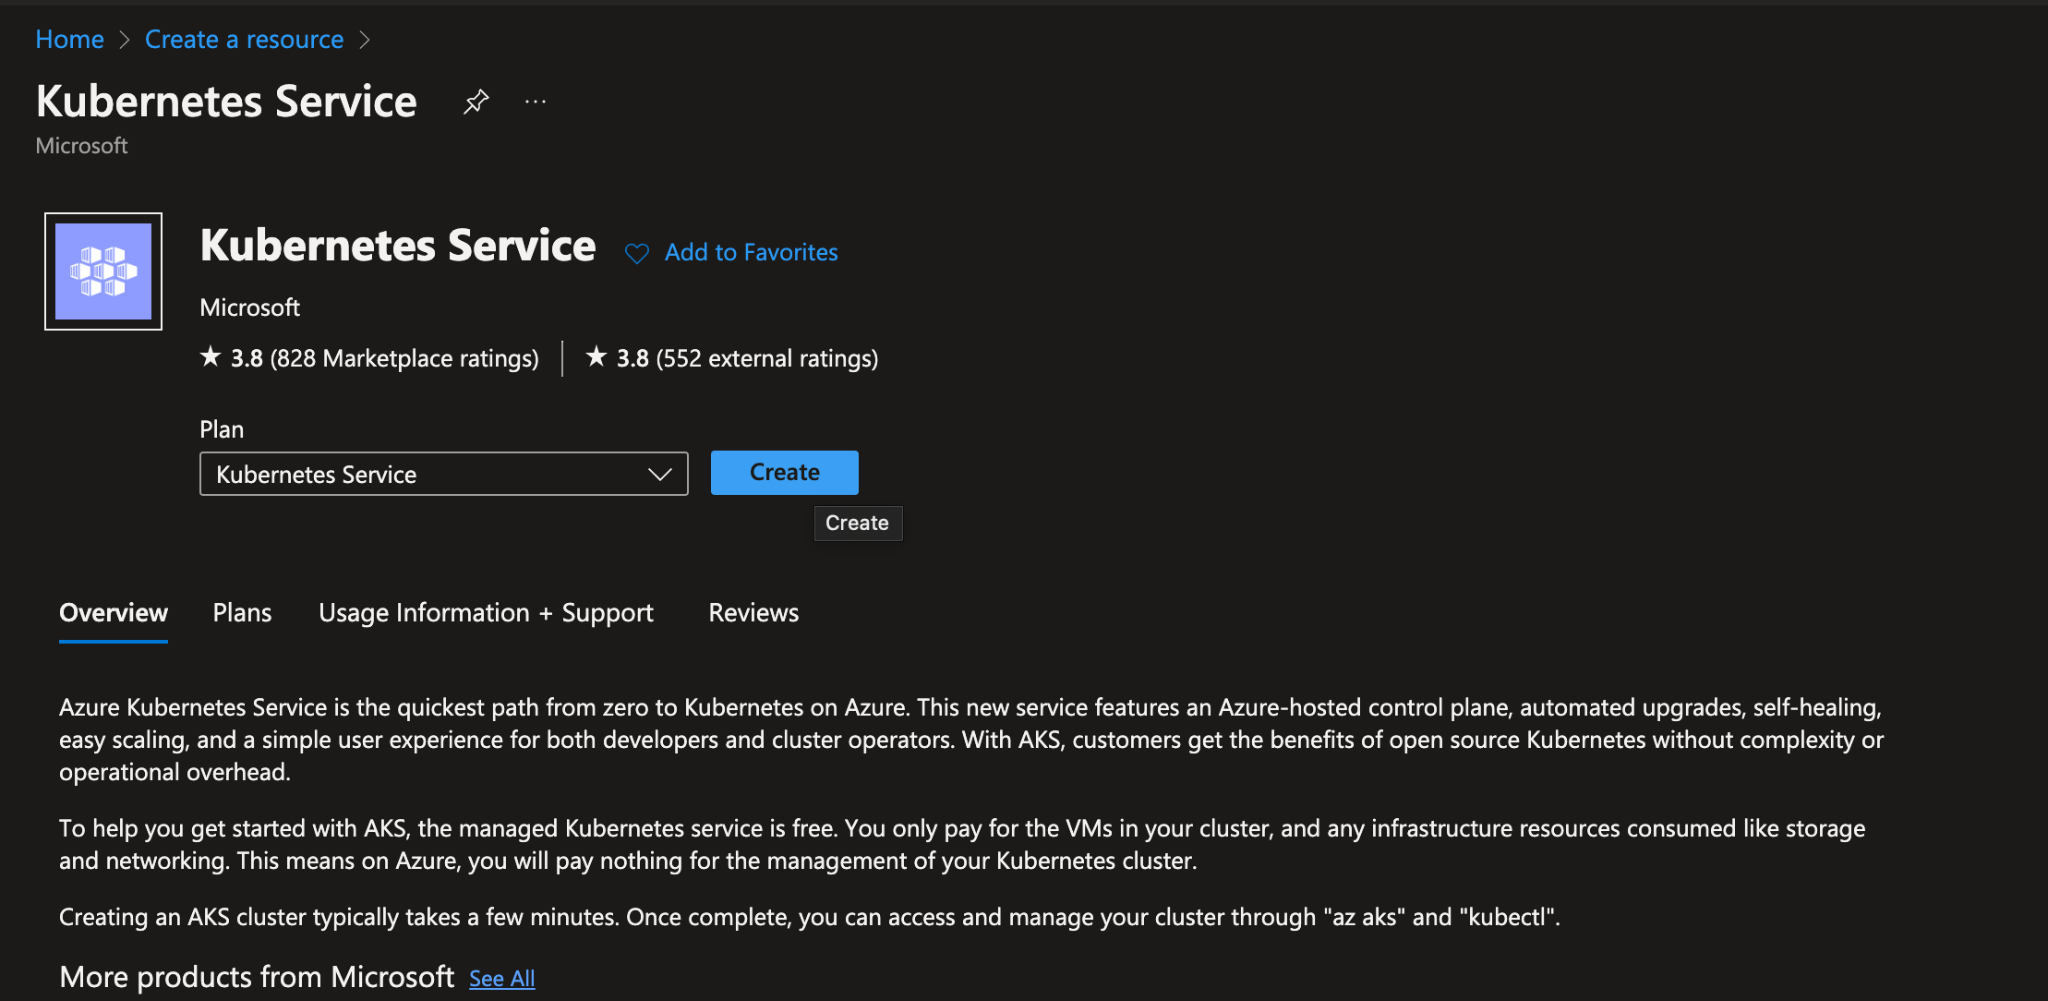 Home > Create a resource >
Kubernetes Service ...
Microsoft
Kubernetes Service Add to Favorites
Microsoft
★ 3.8 (828 Marketplace ratings) | ★ 3.8 (552 external ratings)
Plan
Kubernetes Service Create
Create
Overview Plans Usage Information + Support Reviews
Azure Kubernetes Service is the quickest path from zero to Kubernetes on Azure. This new service features an Azure-hosted control plane, automated upgrades, self-healing,
easy scaling, and a simple user experience for both developers and cluster operators. With AKS, customers get the benefits of open source Kubernetes without complexity or
operational overhead.
To help you get started with AKS, the managed Kubernetes service is free. You only pay for the VMs in your cluster, and any infrastructure resources consumed like storage
and networking. This means on Azure, you will pay nothing for the management of your Kubernetes cluster.
Creating an AKS cluster typically takes a few minutes. Once complete, you can access and manage your cluster through "az aks" and "kubectl".
More products from Microsoft See All